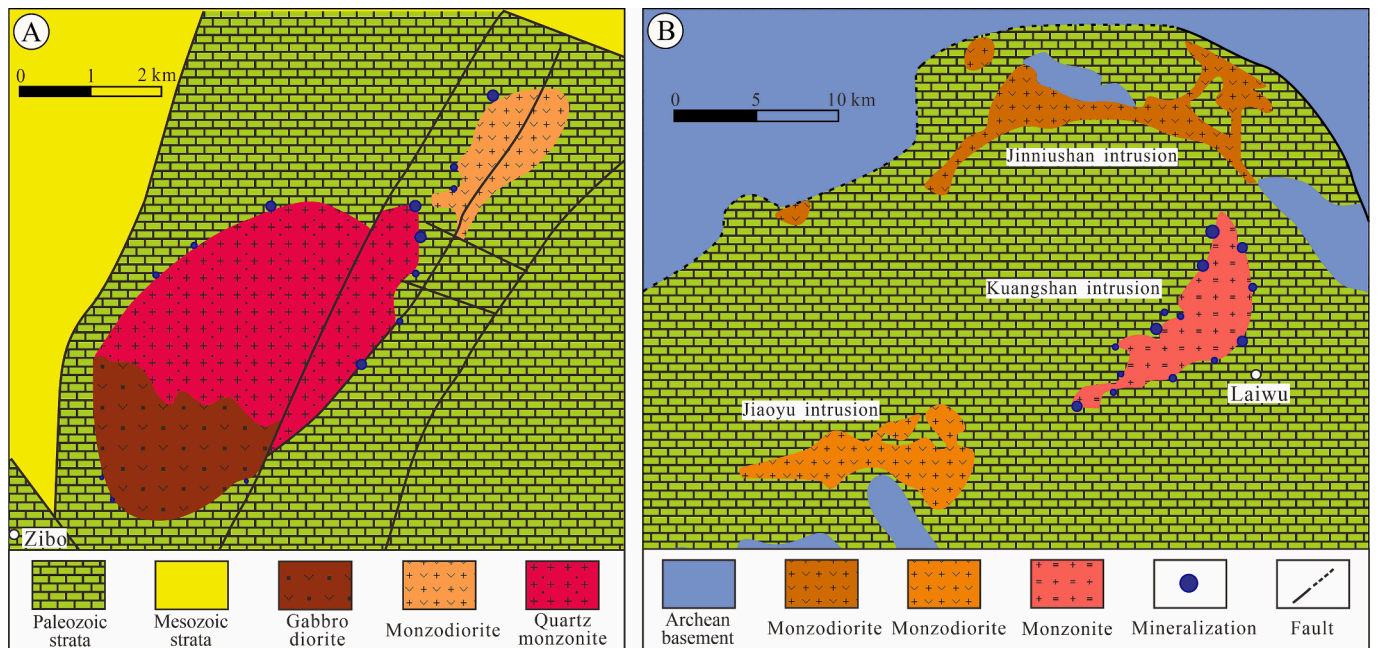 A
0 1 2 km
Zibo
Paleozoic
strata
Mesozoic
strata
Gabbro
diorite
Monzodiorite
Quartz
monzonite
B
0 5 10 km
Jinniushan intrusion
Kuangshan intrusion
Laiwu
Jiaoyu intrusion
Archean
basement
Monzodiorite
Monzodiorite
Monzonite
Mineralization
Fault